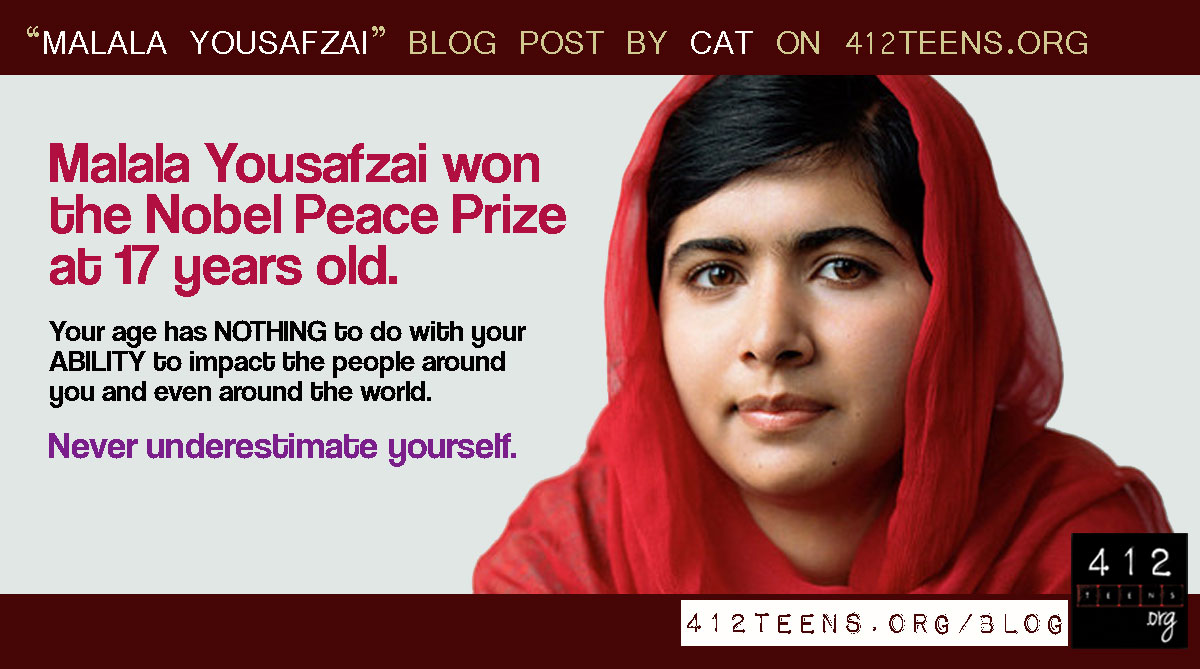 “MALALA YOUSAFZAI” BLOG POST BY CAT ON 412TEENS.ORG
Malala Yousafzai won
the Nobel Peace Prize
at 17 years old.
Your age has NOTHING to do with your
ABILITY to impact the people around
you and even around the world.
Never underestimate yourself.
412TEENS.ORG/BLOG
412
TEENS
.org